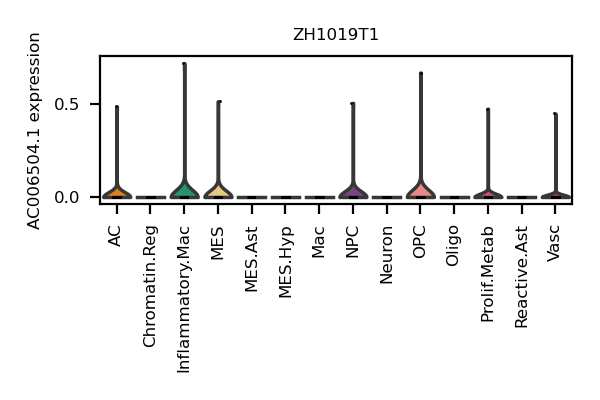 ZH1019T1
AC006504.1 expression
0.5
0.0
AC
Chromatin.Reg
Inflammatory.Mac
MES
MES.Ast
MES.Hyp
Mac
NPC
Neuron
OPC
Oligo
Prolif.Metab
Reactive.Ast
Vasc